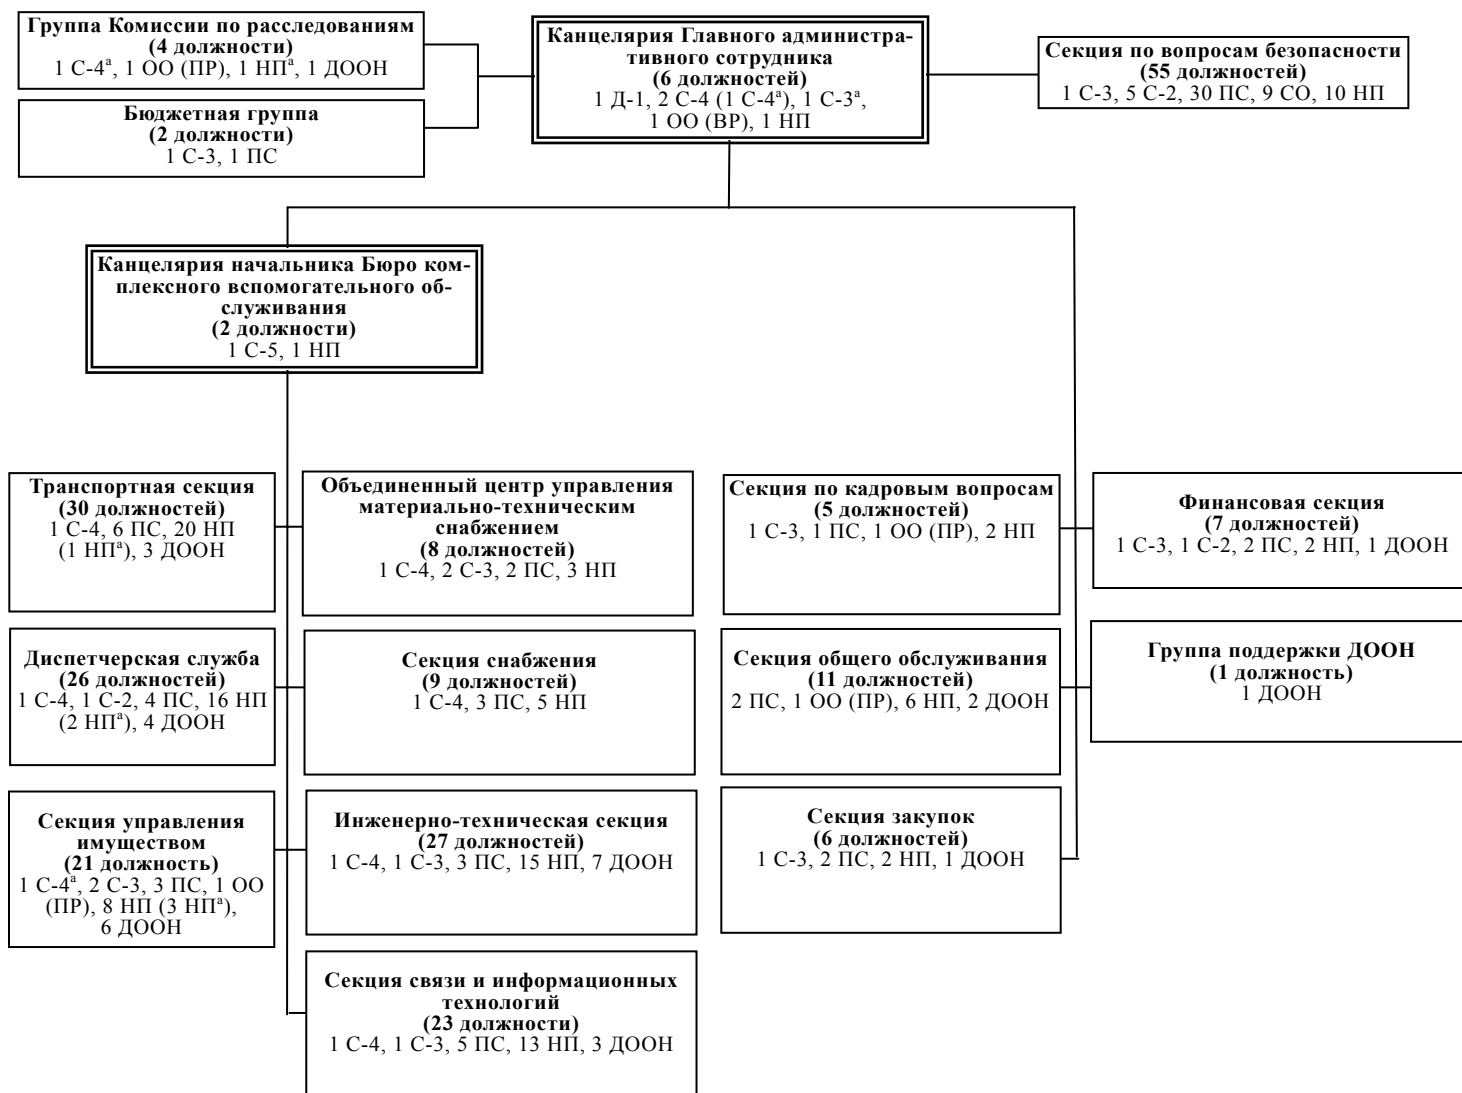 Группа Комиссии по расследованиям
(4 должности)
1 С-4ᵃ, 1 ОО (ПР), 1 НПᵃ, 1 ДООН
Бюджетная группа
(2 должности)
1 С-3, 1 ПС
Канцелярия Главного администра-
тивного сотрудника
(6 должностей)
1 Д-1, 2 С-4 (1 С-4ᵃ), 1 С-3ᵃ,
1 ОО (ВР), 1 НП
Секция по вопросам безопасности
(55 должностей)
1 С-3, 5 С-2, 30 ПС, 9 СО, 10 НП
Канцелярия начальника Бюро ком-
плексного вспомогательного об-
служивания
(2 должности)
1 С-5, 1 НП
Транспортная секция
(30 должностей)
1 С-4, 6 ПС, 20 НП
(1 НПᵃ), 3 ДООН
Объединенный центр управления
материально-техническим
снабжением
(8 должностей)
1 С-4, 2 С-3, 2 ПС, 3 НП
Секция по кадровым вопросам
(5 должностей)
1 С-3, 1 ПС, 1 ОО (ПР), 2 НП
Финансовая секция
(7 должностей)
1 С-3, 1 С-2, 2 ПС, 2 НП, 1 ДООН
Диспетчерская служба
(26 должностей)
1 С-4, 1 С-2, 4 ПС, 16 НП
(2 НПᵃ), 4 ДООН
Секция снабжения
(9 должностей)
1 С-4, 3 ПС, 5 НП
Секция общего обслуживания
(11 должностей)
2 ПС, 1 ОО (ПР), 6 НП, 2 ДООН
Группа поддержки ДООН
(1 должность)
1 ДООН
Секция управления
имуществом
(21 должность)
1 С-4ᵃ, 2 С-3, 3 ПС, 1 ОО
(ПР), 8 НП (3 НПᵃ),
6 ДООН
Инженерно-техническая секция
(27 должностей)
1 С-4, 1 С-3, 3 ПС, 15 НП, 7 ДООН
Секция закупок
(6 должностей)
1 С-3, 2 ПС, 2 НП, 1 ДООН
Секция связи и информационных
технологий
(23 должности)
1 С-4, 1 С-3, 5 ПС, 13 НП, 3 ДООН